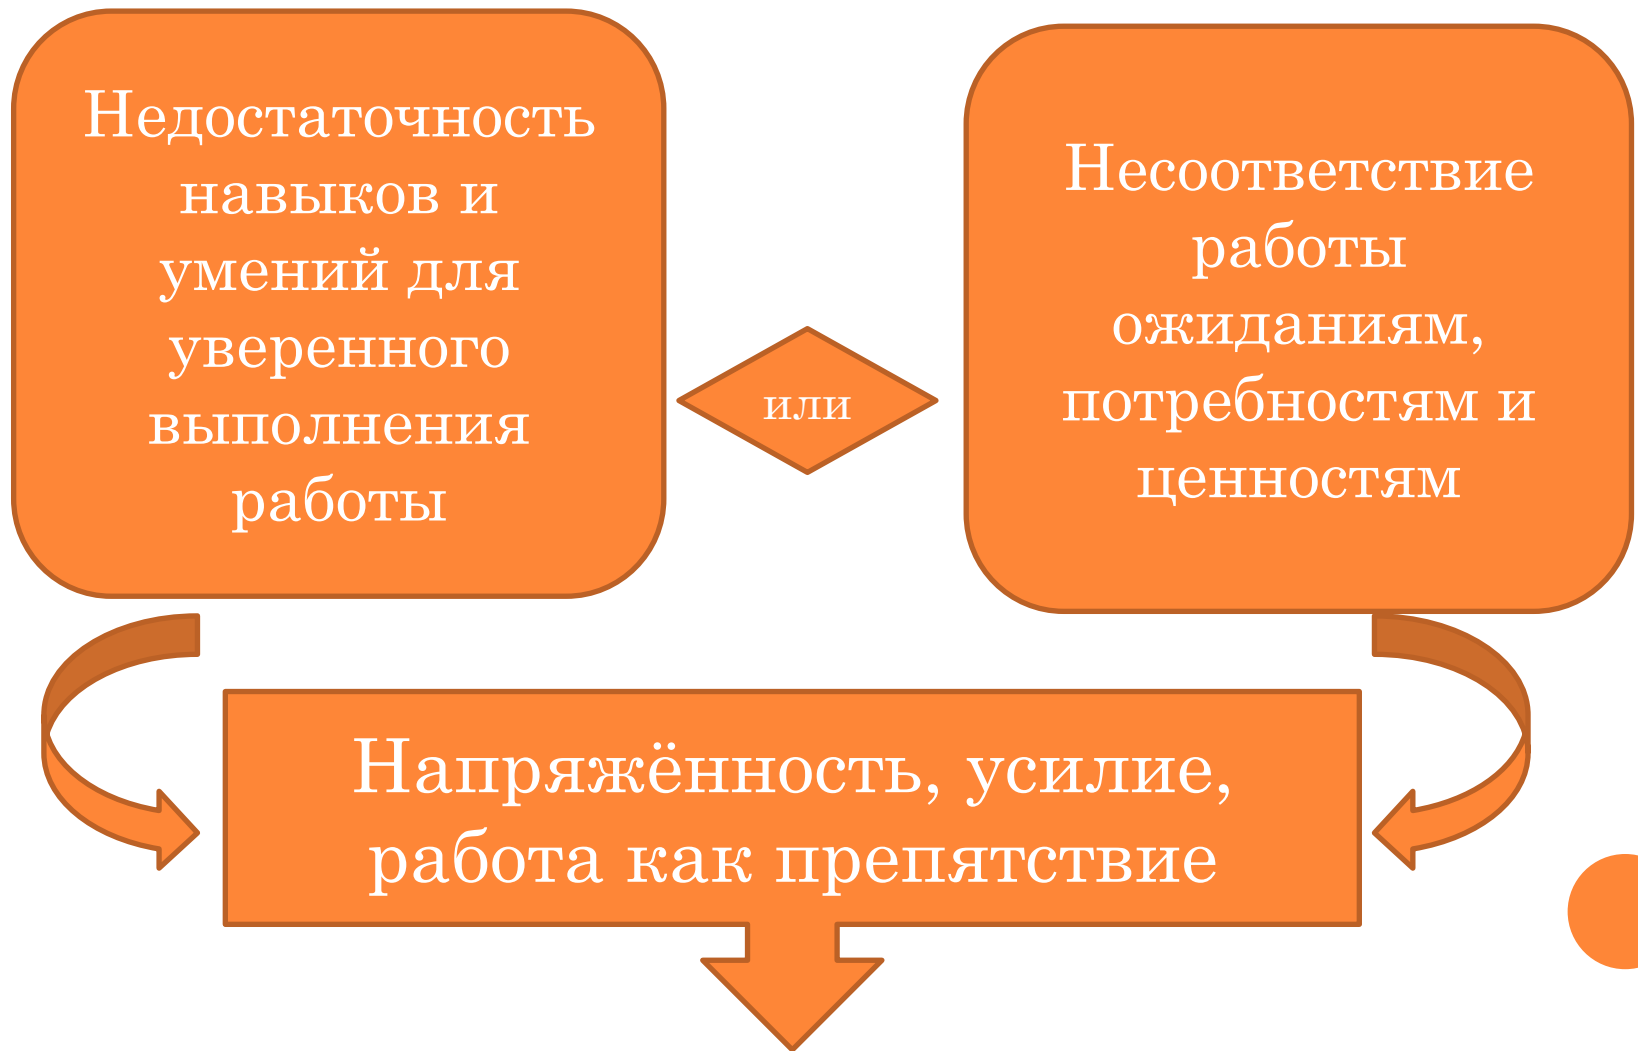 Недостаточность
навыков и
умений для
уверенного
выполнения
работы
или
Несоответствие
работы
ожиданиям,
потребностям и
ценностям
Напряжённость, усилие,
работа как препятствие